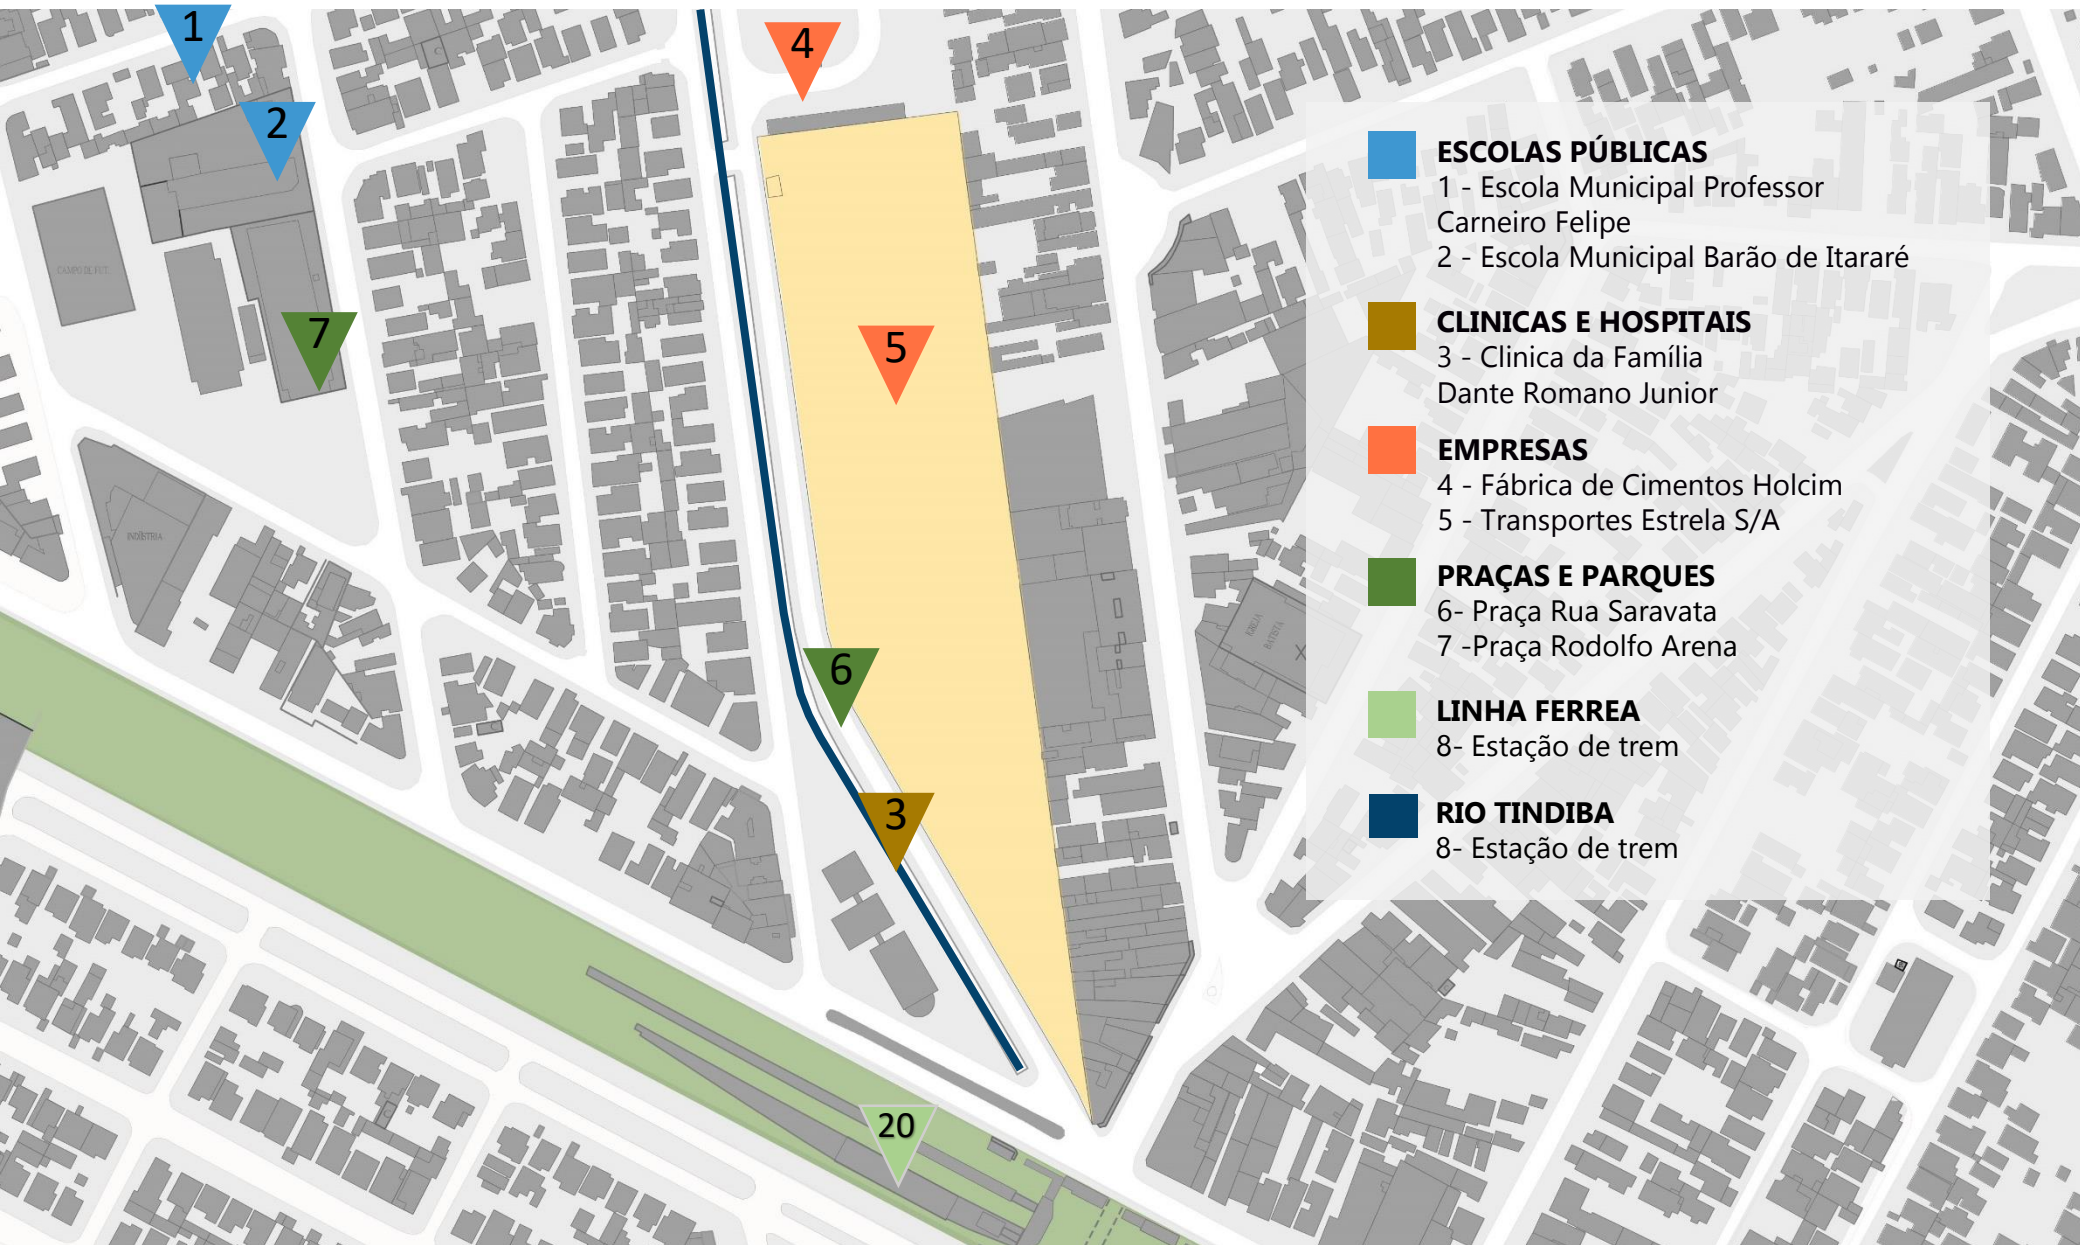 1
4
2
ESCOLAS PÚBLICAS
1 - Escola Municipal Professor
Carneiro Felipe
2 - Escola Municipal Barão de Itararé
7
5
CLINICAS E HOSPITAIS
3 - Clinica da Família
Dante Romano Junior
EMPRESAS
4 - Fábrica de Cimentos Holcim
5 - Transportes Estrela S/A
INDÚSTRIA
PRAÇAS E PARQUES
6- Praça Rua Saravata
7 -Praça Rodolfo Arena
IGREJA
BATISTA
6
LINHA FERREA
8- Estação de trem
3
RIO TINDIBA
8- Estação de trem
20